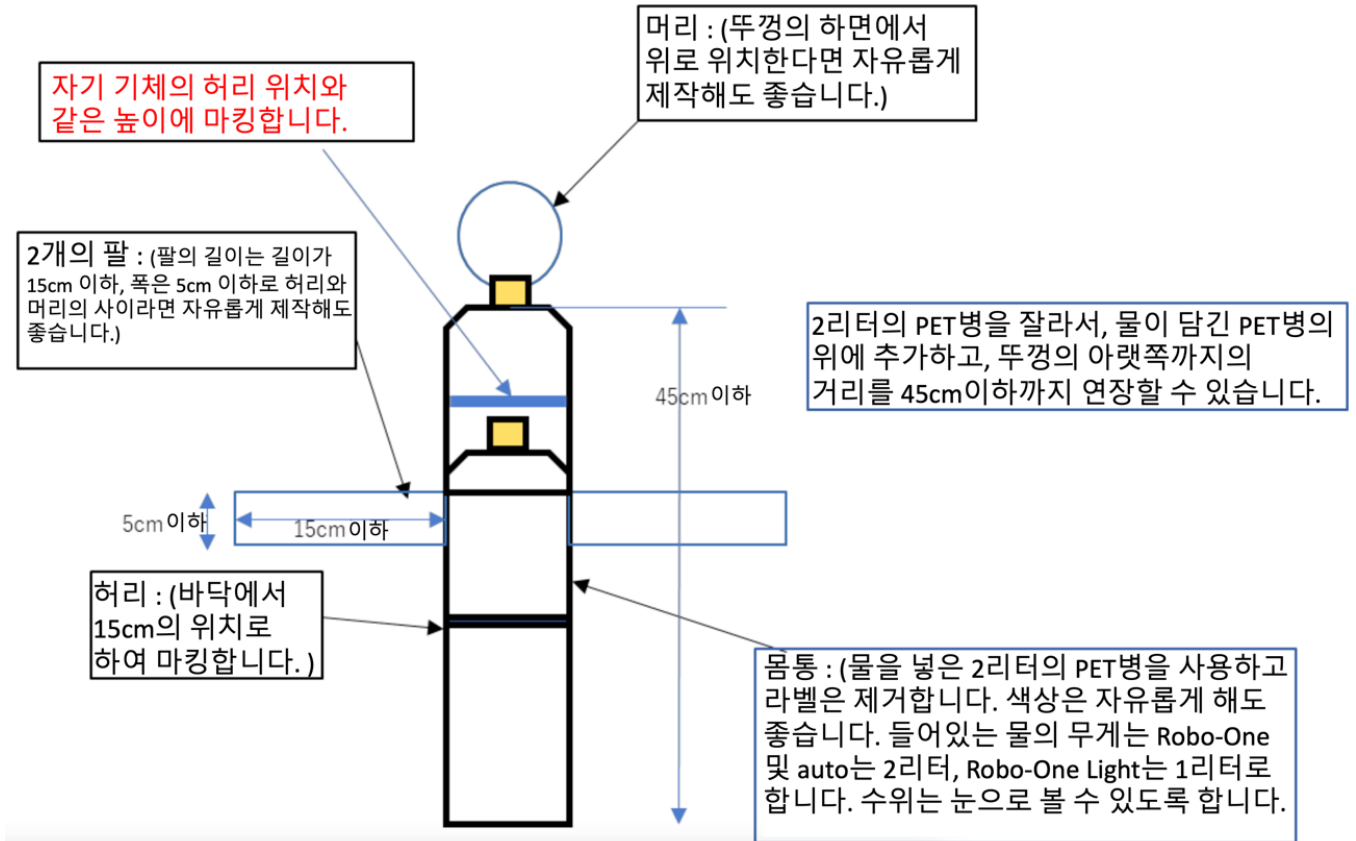 머리 : (뚜껑의 하면에서
위로 위치한다면 자유롭게
제작해도 좋습니다.)
자기 기체의 허리 위치와
같은 높이에 마킹합니다.
2개의 팔 : (팔의 길이는 길이가
15cm 이하, 폭은 5cm 이하로 허리와
머리의 사이라면 자유롭게 제작해도
좋습니다.)
2리터의 PET병을 잘라서, 물이 담긴 PET병의
위에 추가하고, 뚜껑의 아랫쪽까지의
거리를 45cm이하까지 연장할 수 있습니다.
45cm이하
5cm이하
15cm이하
허리 : (바닥에서
15cm의 위치로
하여 마킹합니다. )
몸통 : (물을 넣은 2리터의 PET병을 사용하고
라벨은 제거합니다. 색상은 자유롭게 해도
좋습니다. 들어있는 물의 무게는 Robo-One
및 auto는 2리터, Robo-One Light는 1리터로
합니다. 수위는 눈으로 볼 수 있도록 합니다.